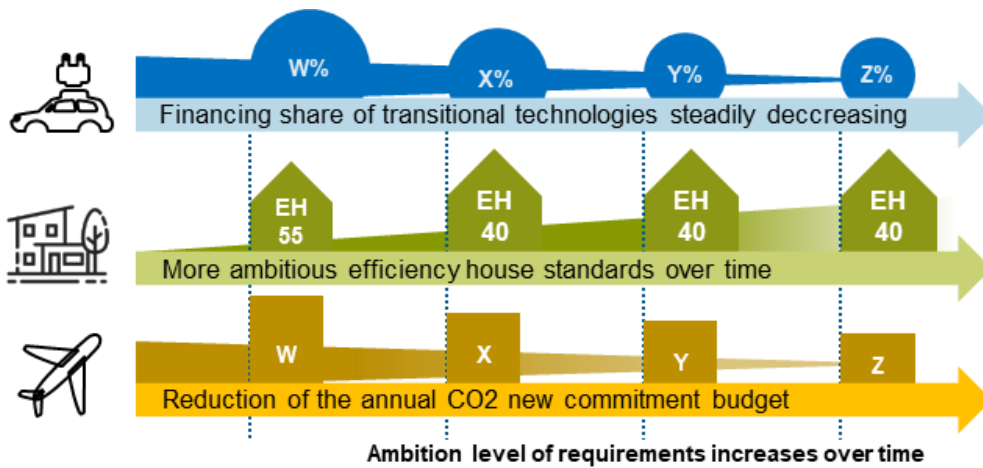 W%
X%
Y%
Z%
Financing share of transitional technologies steadily deccreasing
EH
55
EH
40
EH
40
EH
40
More ambitious efficiency house standards over time
W
X
Y
Z
Reduction of the annual CO2 new commitment budget
Ambition level of requirements increases over time